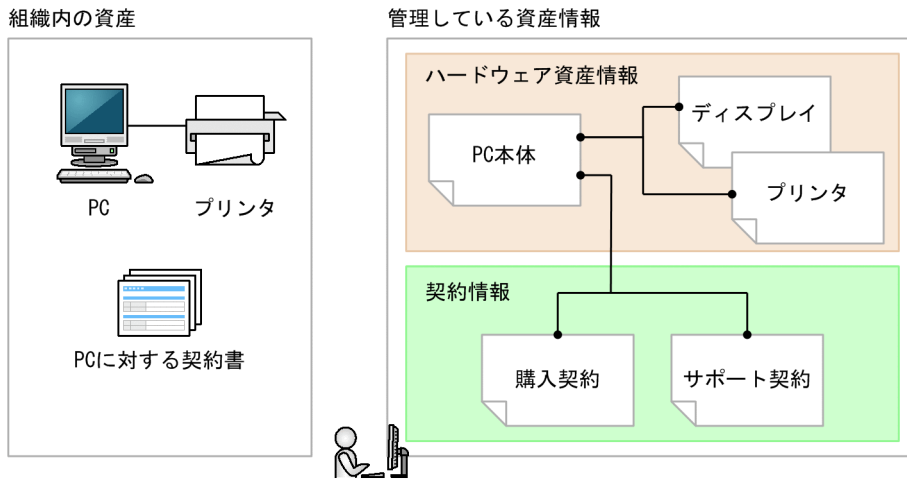 組織内の資産
管理している資産情報
PC
プリンタ
PCに対する契約書
ハードウェア資産情報
PC本体
ディスプレイ
プリンタ
契約情報
購入契約
サポート契約